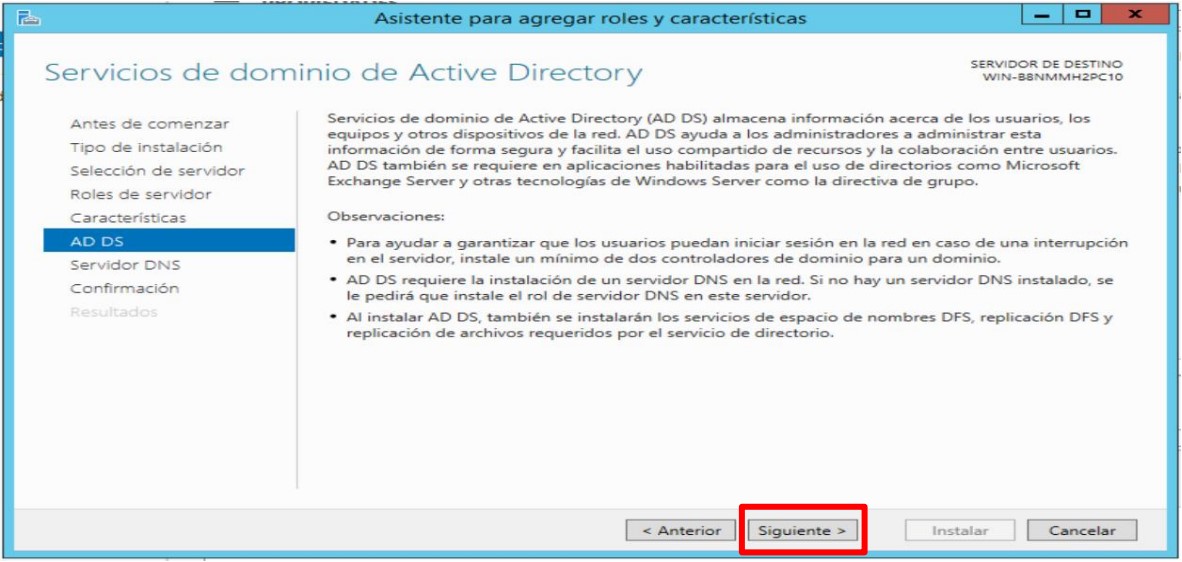 Asistente para agregar roles y características
Servicios de dominio de Active Directory
SERVIDOR DE DESTINO
WIN-B8NMMH2PC10
Antes de comenzar
Tipo de instalación
Selección de servidor
Roles de servidor
Características
AD DS
Servidor DNS
Confirmación
Resultados
Servicios de dominio de Active Directory (AD DS) almacena información acerca de los usuarios, los
equipos y otros dispositivos de la red. AD DS ayuda a los administradores a administrar esta
información de forma segura y facilita el uso compartido de recursos y la colaboración entre usuarios.
AD DS también se requiere en aplicaciones habilitadas para el uso de directorios como Microsoft
Exchange Server y otras tecnologías de Windows Server como la directiva de grupo.
Observaciones:
• Para ayudar a garantizar que los usuarios puedan iniciar sesión en la red en caso de una interrupción
en el servidor, instale un mínimo de dos controladores de dominio para un dominio.
• AD DS requiere la instalación de un servidor DNS en la red. Si no hay un servidor DNS instalado, se
le pedirá que instale el rol de servidor DNS en este servidor.
• Al instalar AD DS, también se instalarán los servicios de espacio de nombres DFS, replicación DFS y
replicación de archivos requeridos por el servicio de directorio.
< Anterior
Siguiente >
Instalar
Cancelar